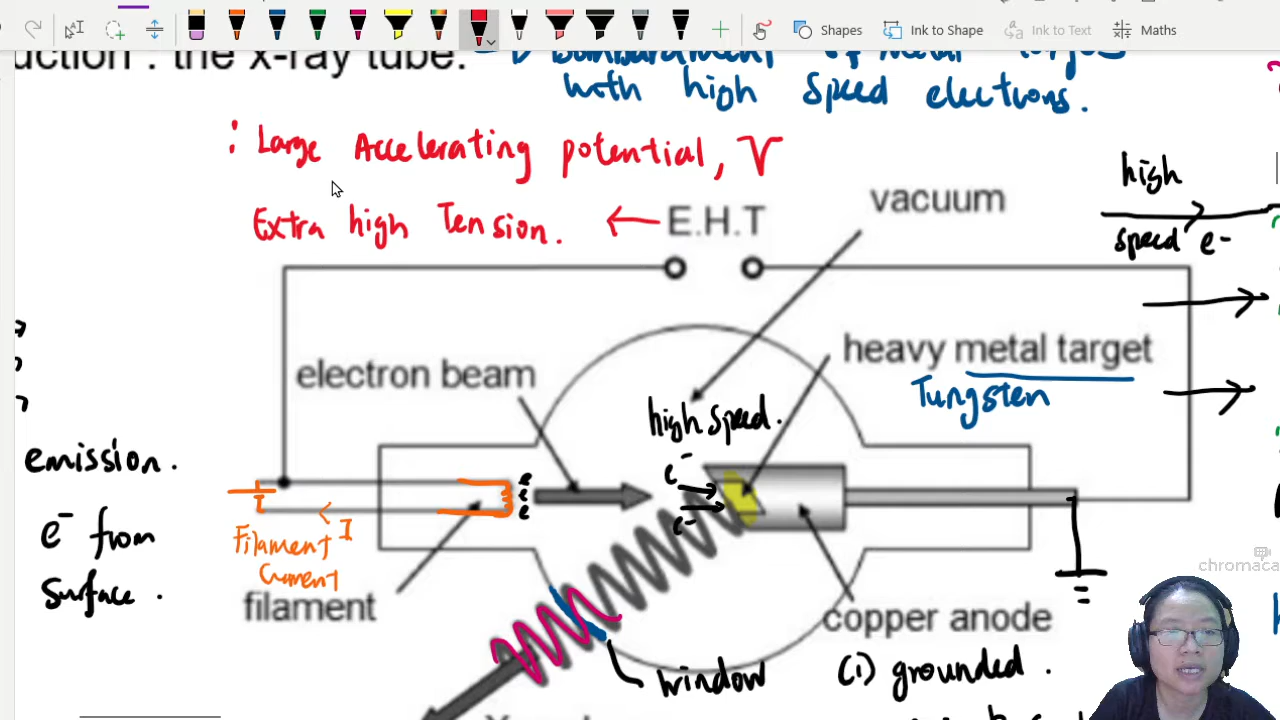 Shapes
Ink to Shape
Ink to Text
Maths
uction : the x-ray tube.
with high speed electrons.
: Large Accelerating potential, V
Extra high Tension. ← E.H.T
vacuum
high
speed e-
electron beam
heavy metal target
Tungsten
high speed.
e-
e-
e
e
e
emission.
e- from
surface.
Filament I
Current
filament
copper anode
(i) grounded.
window
chromaca